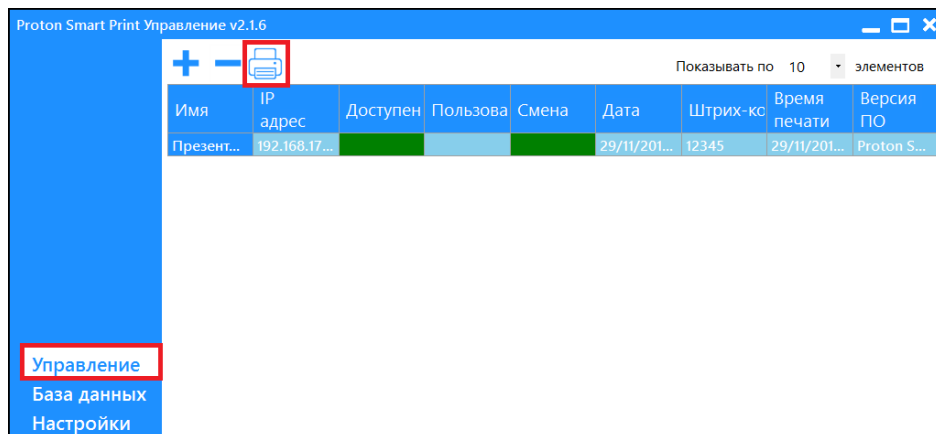 Proton Smart Print Управление v2.1.6
Показывать по 10 элементов
Имя IP адрес Доступен Пользова Смена Дата Штрих-ко Время печати Версия ПО
Презент... 192.168.17... 29/11/201... 12345 29/11/201... Proton S...
Управление
База данных
Настройки